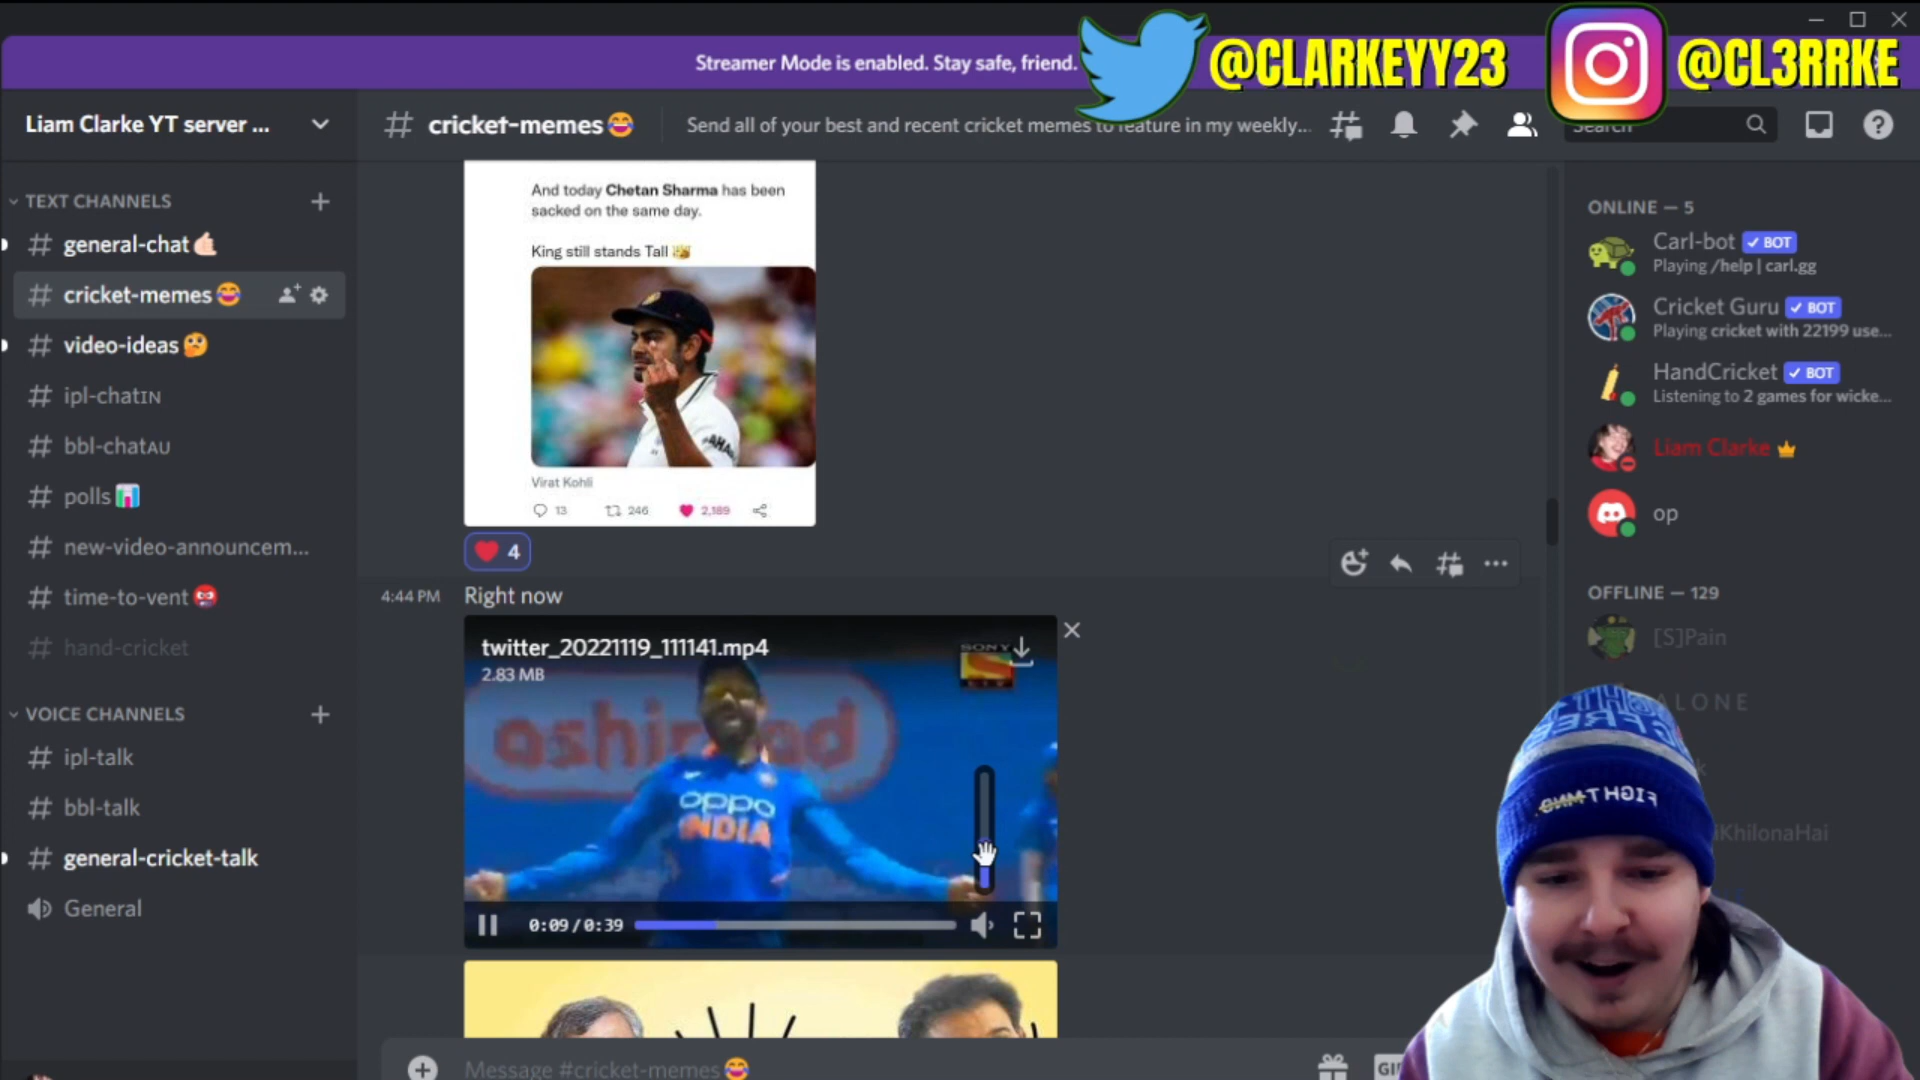 Streamer Mode is enabled. Stay safe, friend.
@CLARKEYY23
@CL3RRKE
Liam Clarke YT server ...
cricket-memes😂
Send all of your best and recent cricket memes to feature in my weekly...
Search
TEXT CHANNELS
general-chat🤙🏻
cricket-memes😂
video-ideas🤔
ipl-chatIN
bbl-chatAU
polls📊
new-video-announcem...
time-to-vent👹
hand-cricket
VOICE CHANNELS
ipl-talk
bbl-talk
general-cricket-talk
General
And today Chetan Sharma has been
sacked on the same day.
King still stands Tall 👑
Virat Kohli
13
246
2,189
4
4:44 PM
Right now
twitter_20221119_111141.mp4
2.83 MB
SONY
oppo
INDIA
0:09/0:39
Message #cricket-memes😂
ONLINE — 5
Carl-bot ✓ BOT
Playing /help | carl.gg
Cricket Guru ✓ BOT
Playing cricket with 22199 use...
HandCricket ✓ BOT
Listening to 2 games for wicke...
Liam Clarke
op
OFFLINE — 129
[S]Pain
ALONE
iKhilonaHai
FIGHT MND